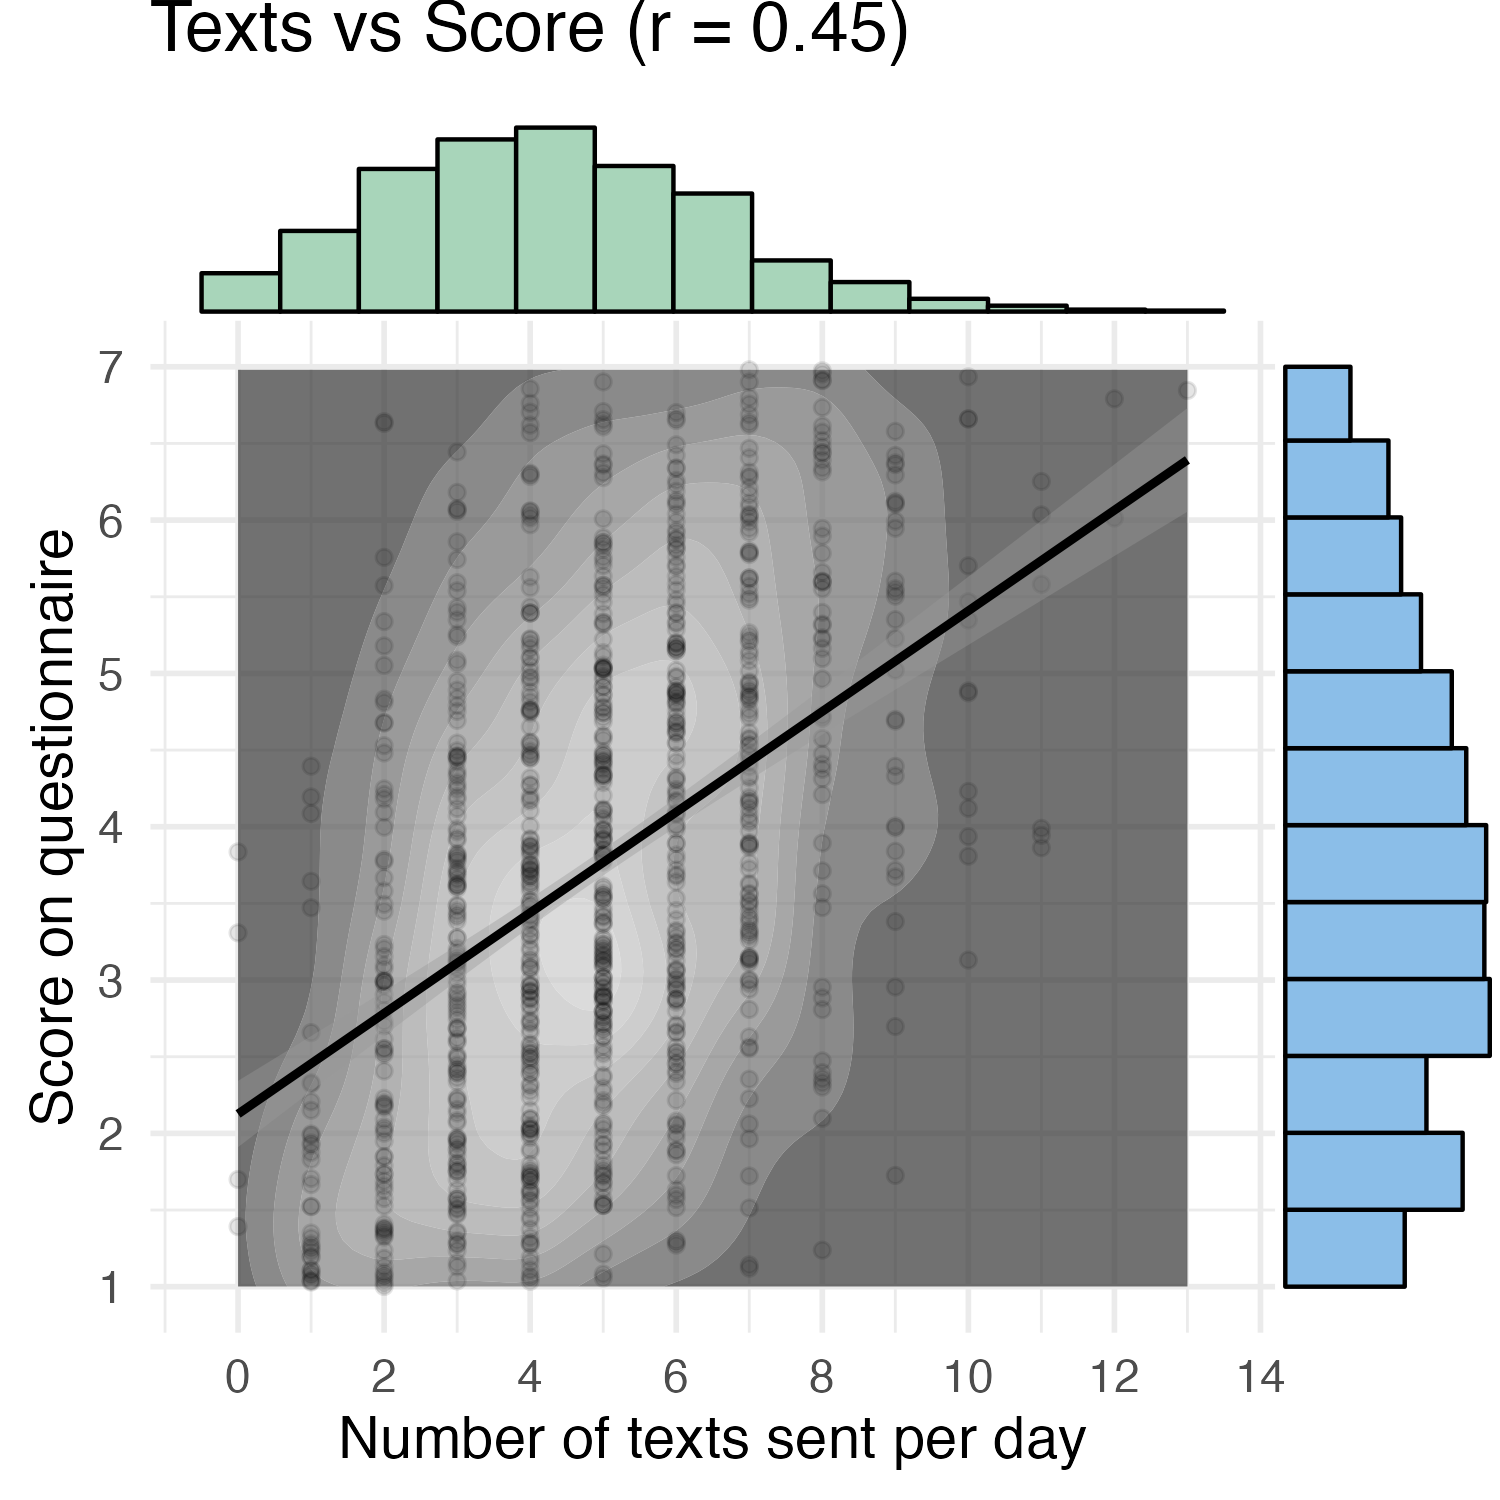 Texts vs Score (r = 0.45)
7
6
5
4
3
2
1
Score on questionnaire
0 2 4 6 8 10 12 14
Number of texts sent per day